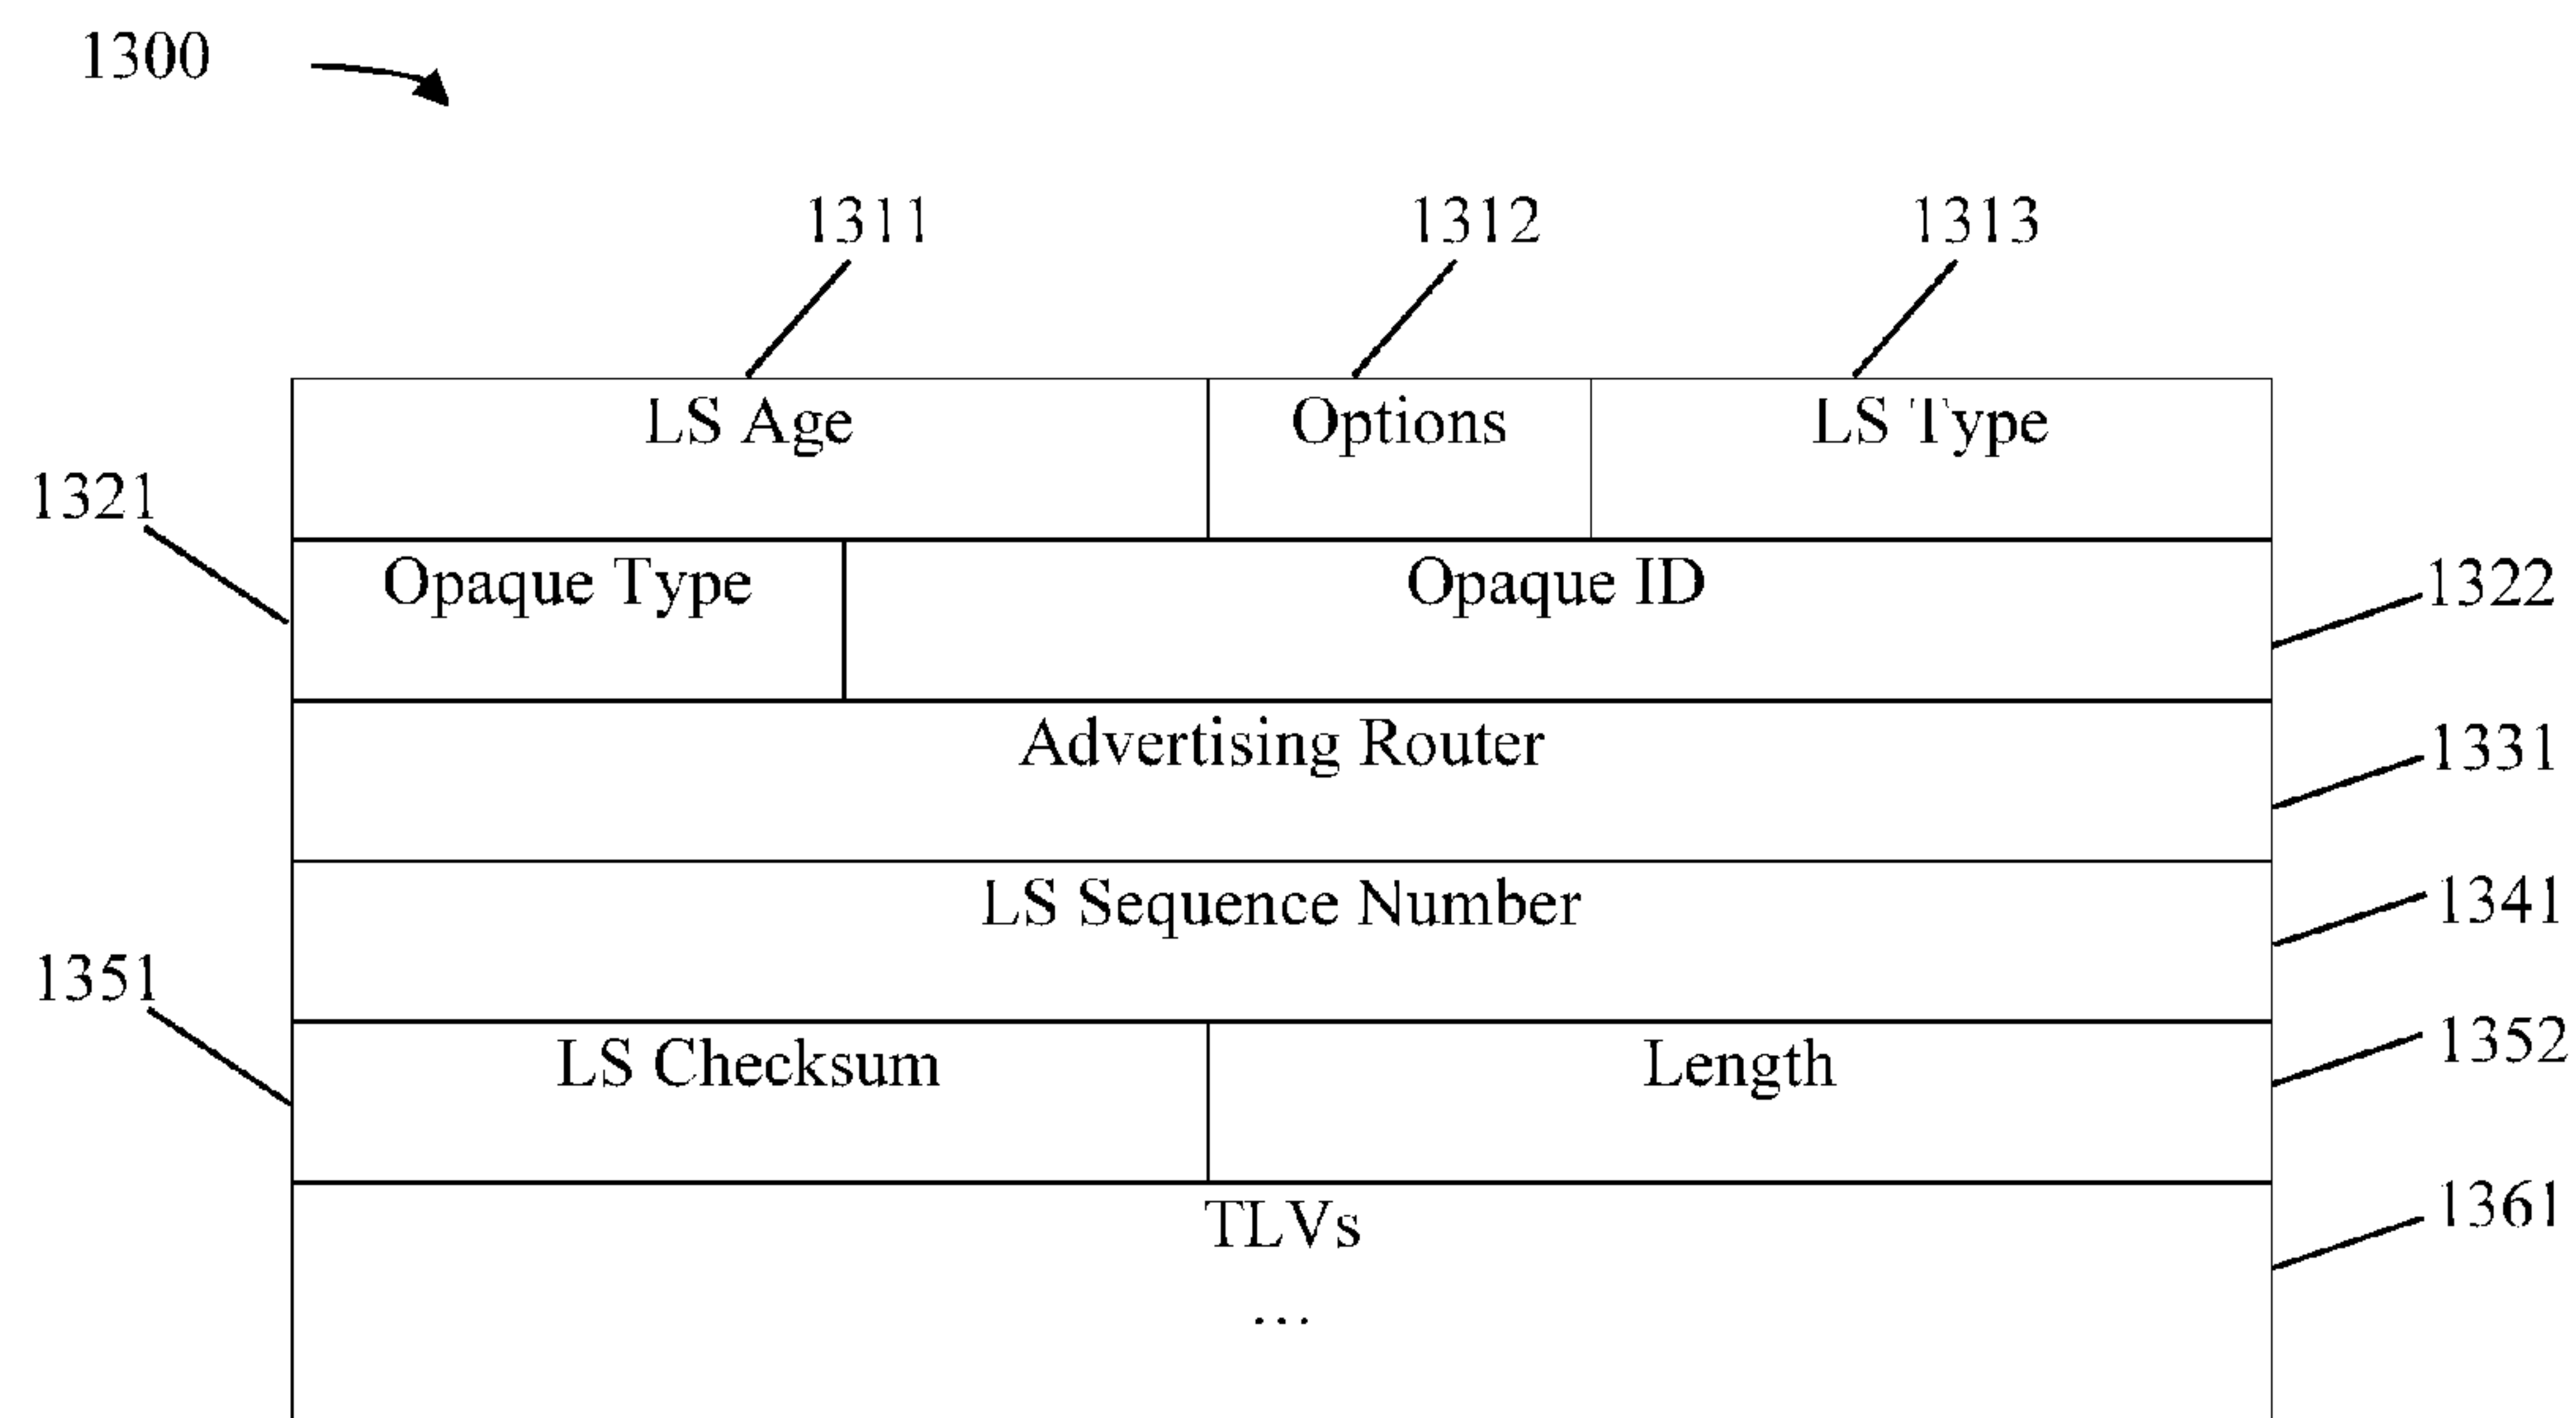 1300
1311 1312 1313
LS Age Options LS Type
1321
Opaque Type Opaque ID
1322
Advertising Router
1331
LS Sequence Number
1341
1351
LS Checksum Length
1352
TLVs
1361
...